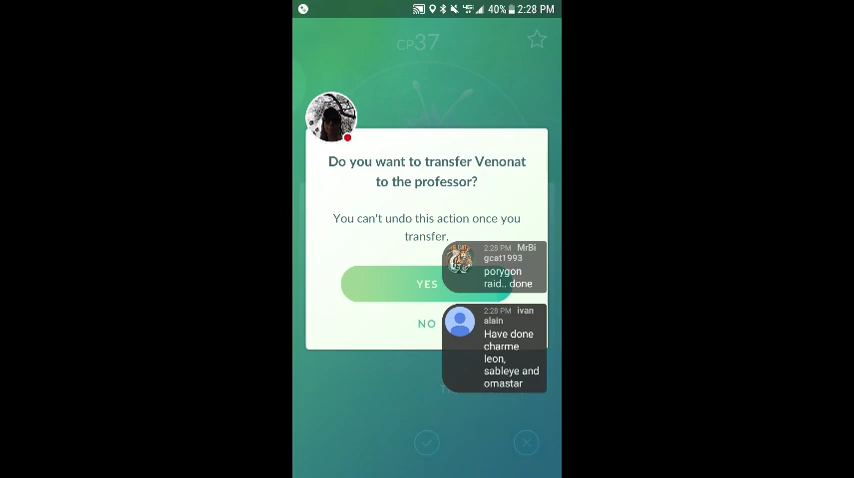 40% 2:28 PM
CP37
Do you want to transfer Venonat
to the professor?
You can't undo this action once you
transfer.
YES
NO
2:28 PM MrBi
gcat1993
porygon
raid.. done
2:28 PM ivan
alain
Have done
charme
leon,
sableye and
omastar